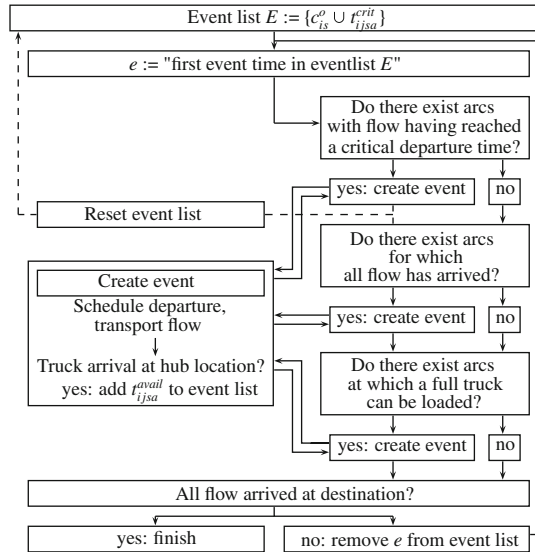 Event list E := {c^o_is ∪ t^crit_ijsa}
e := "first event time in eventlist E"
Do there exist arcs
with flow having reached
a critical departure time?
yes: create event
no
Reset event list
Do there exist arcs
for which
all flow has arrived?
Create event
Schedule departure,
transport flow
yes: create event
no
Truck arrival at hub location?
yes: add t^avail_ijsa to event list
Do there exist arcs
at which a full truck
can be loaded?
yes: create event
no
All flow arrived at destination?
yes: finish
no: remove e from event list